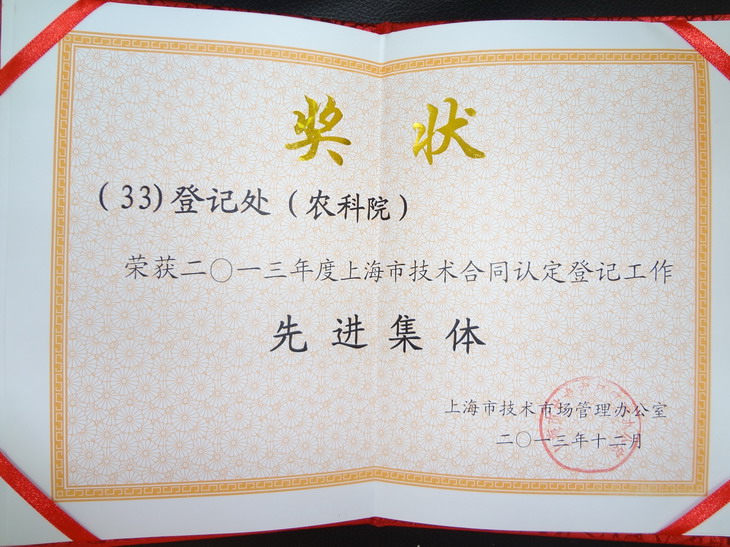 奖状
(33)登记处（农科院）
荣获二〇一三年度上海市技术合同认定登记工作
先进集体
上海市技术市场管理办公室
二〇一三年十二月